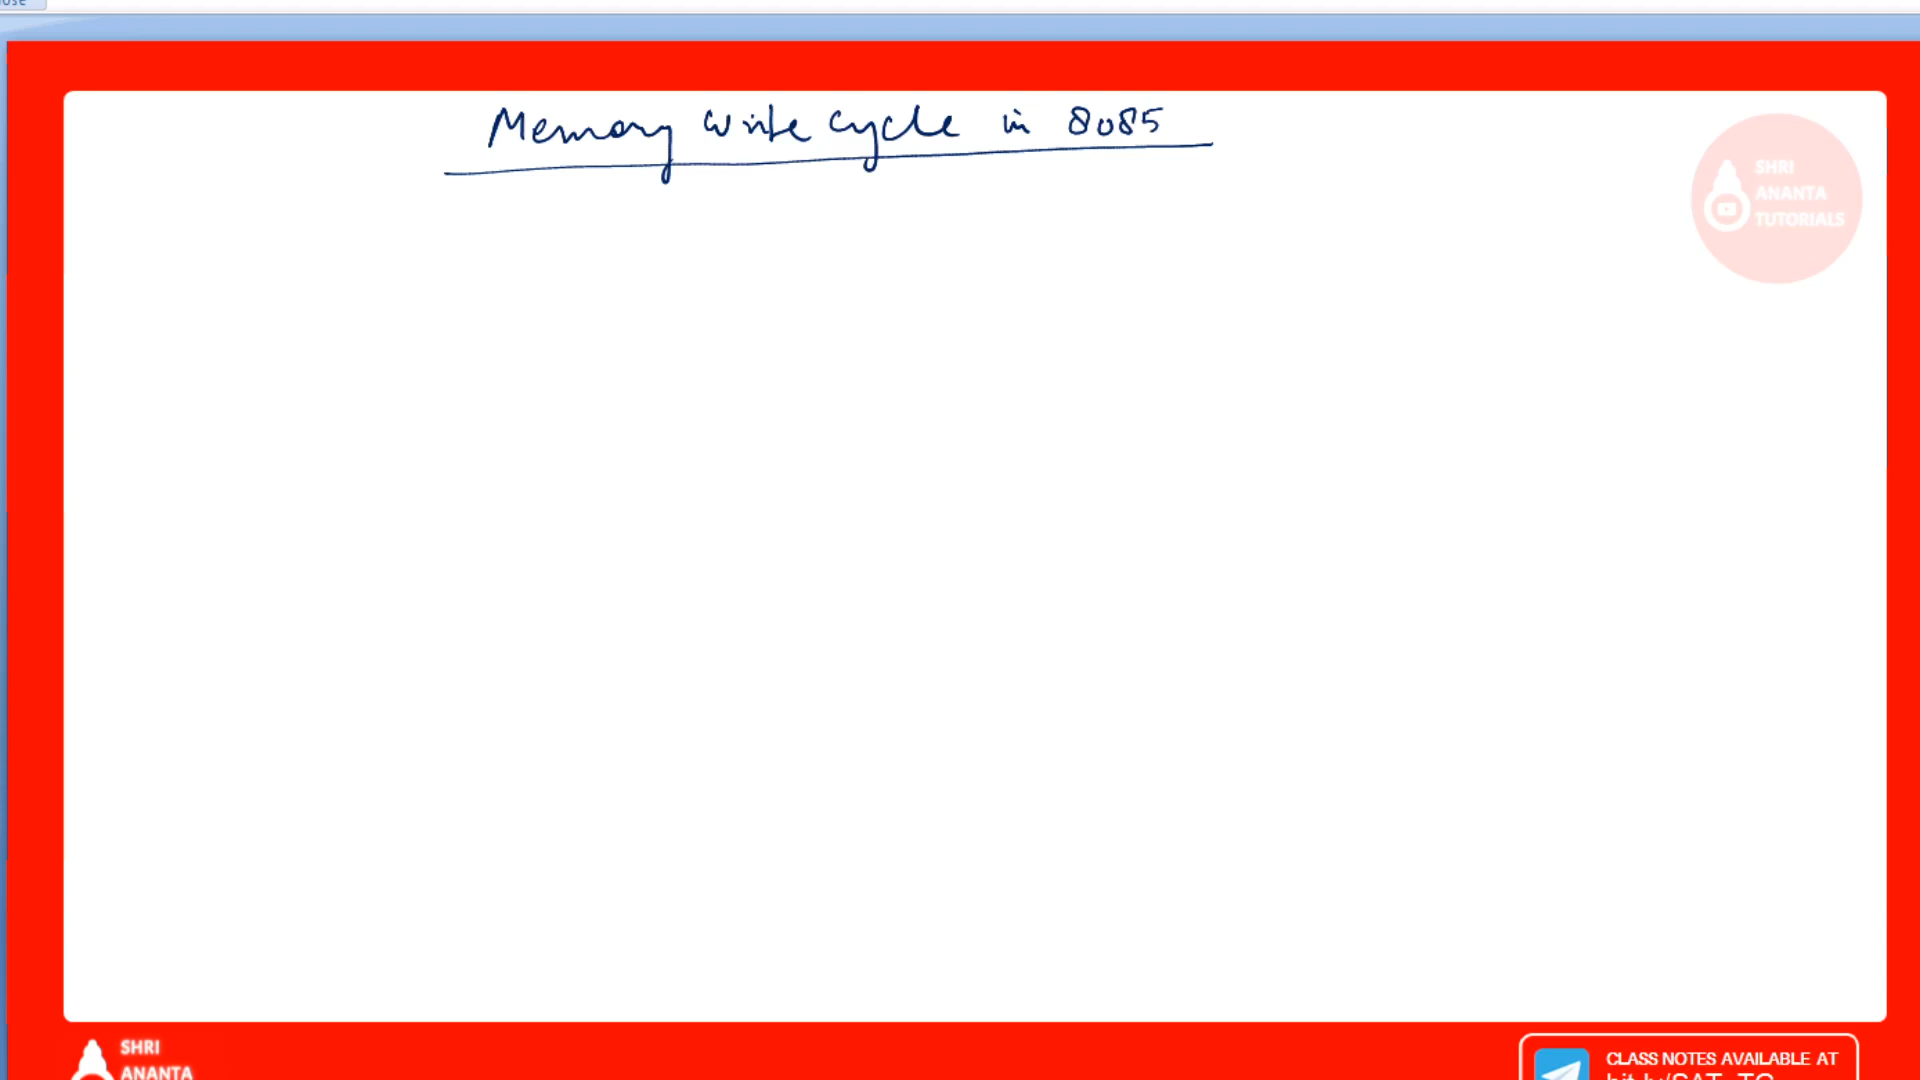 Memory write cycle in 8085
SHRI
ANANTA
TUTORIALS
SHRI
ANANTA
CLASS NOTES AVAILABLE AT